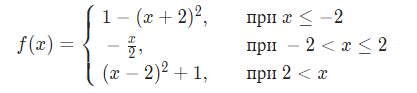 1 − (x + 2)², при x ≤ −2
f(x) = { − x/2, при − 2 < x ≤ 2
(x − 2)² + 1, при 2 < x